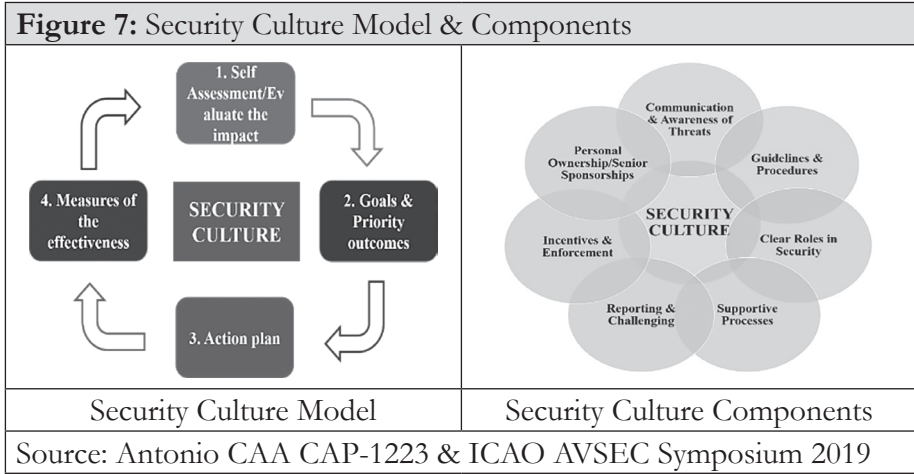 Figure 7: Security Culture Model & Components
1. Self
Assessment/Ev
aluate the
impact
4. Measures of
the
effectiveness
SECURITY
CULTURE
2. Goals &
Priority
outcomes
3. Action plan
Communication
& Awareness of
Threats
Personal
Ownership/Senior
Sponsorships
Guidelines &
Procedures
SECURITY
CULTURE
Incentives &
Enforcement
Clear Roles in
Security
Reporting &
Challenging
Supportive
Processes
Security Culture Model
Security Culture Components
Source: Antonio CAA CAP-1223 & ICAO AVSEC Symposium 2019